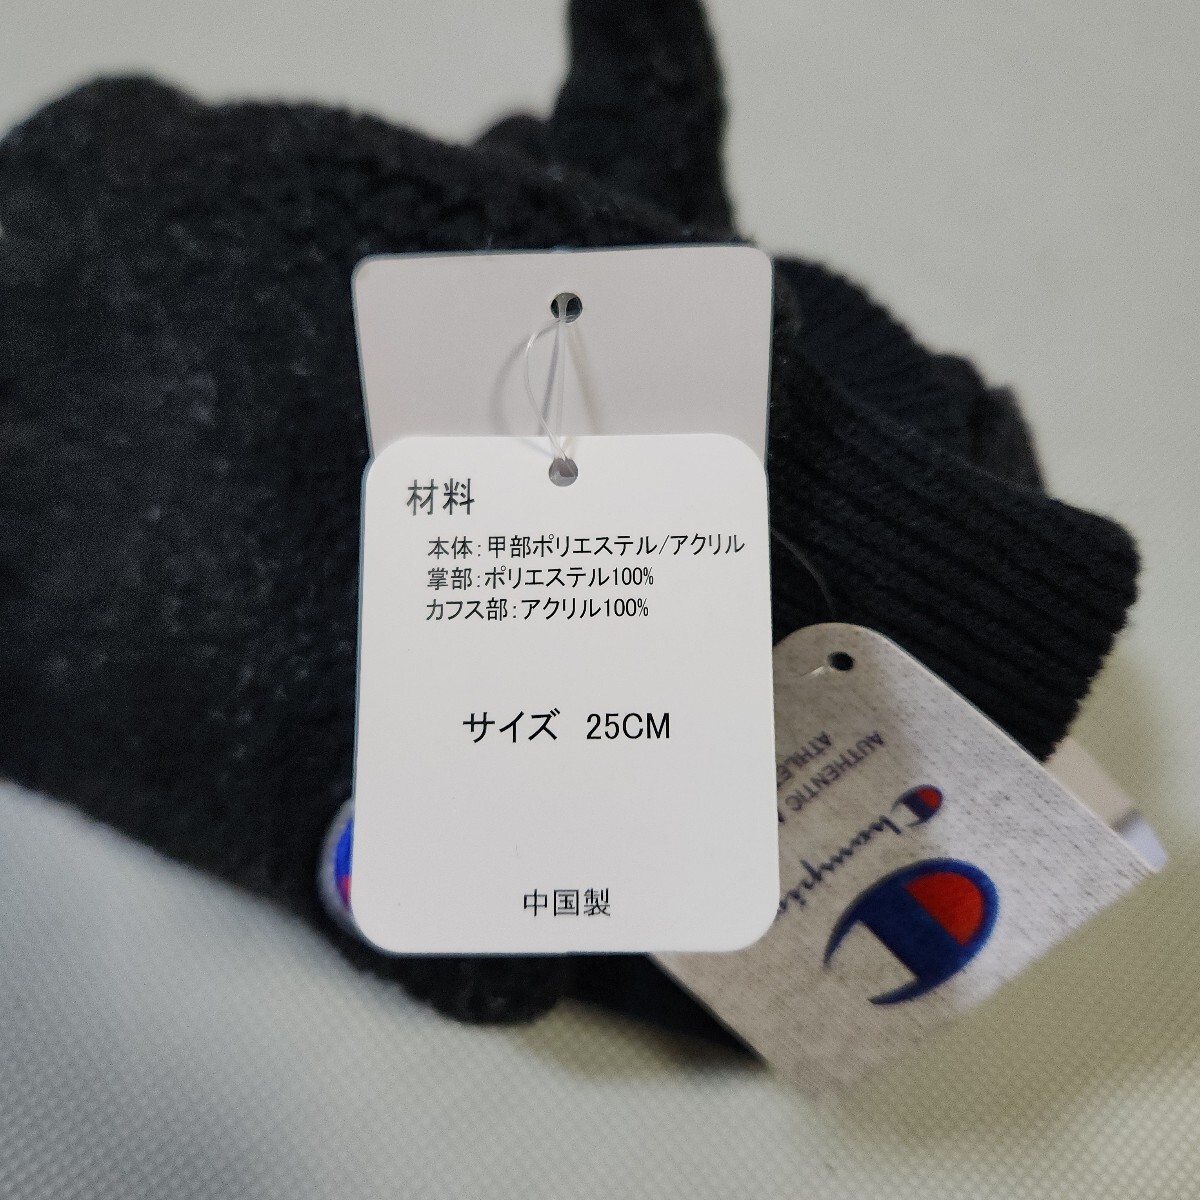 材料
本体：甲部ポリエステル/アクリル
掌部：ポリエステル100%
カフス部：アクリル100%
サイズ 25CM
中国製
AUTHENTIC
Champion